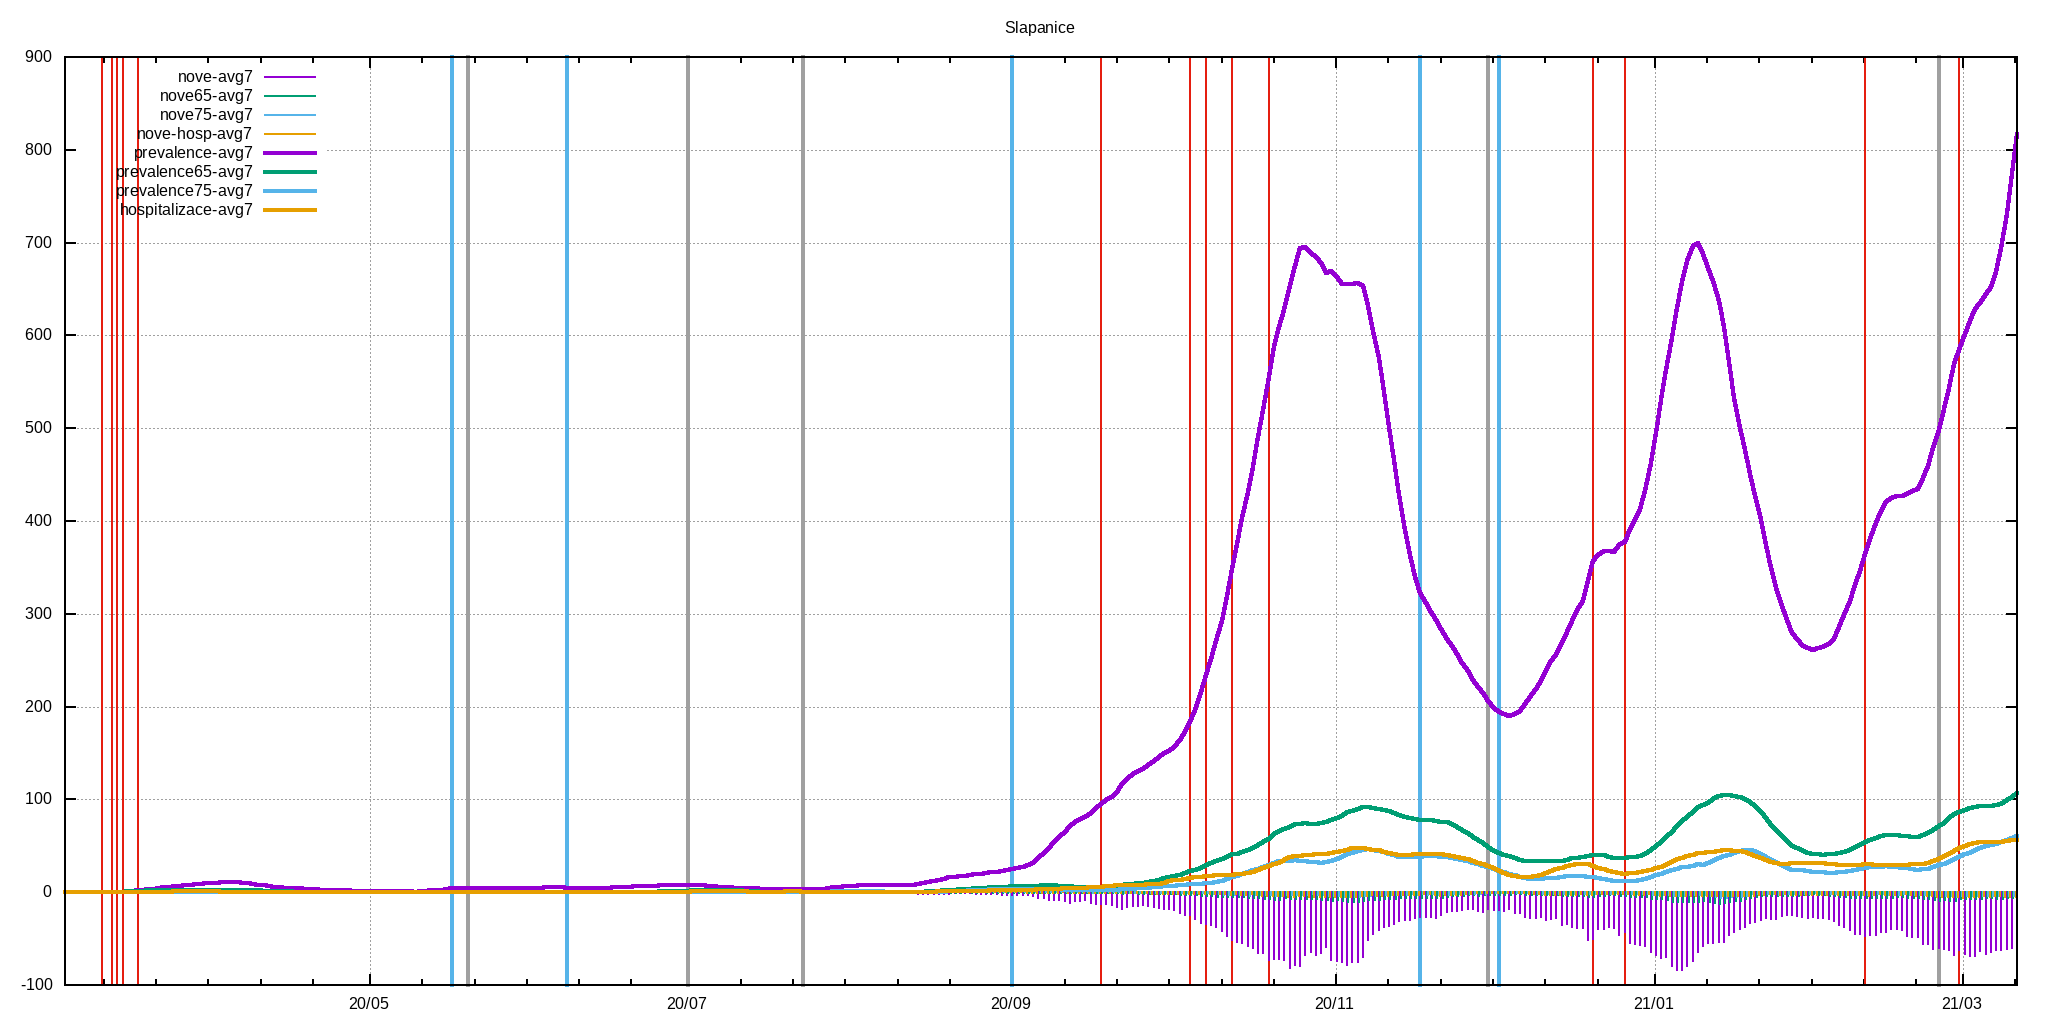 Slapanice
900
800
700
600
500
400
300
200
100
0
-100
nove-avg7
nove65-avg7
nove75-avg7
nove-hosp-avg7
prevalence-avg7
prevalence65-avg7
prevalence75-avg7
hospitalizace-avg7
20/05 20/07 20/09 20/11 21/01 21/03